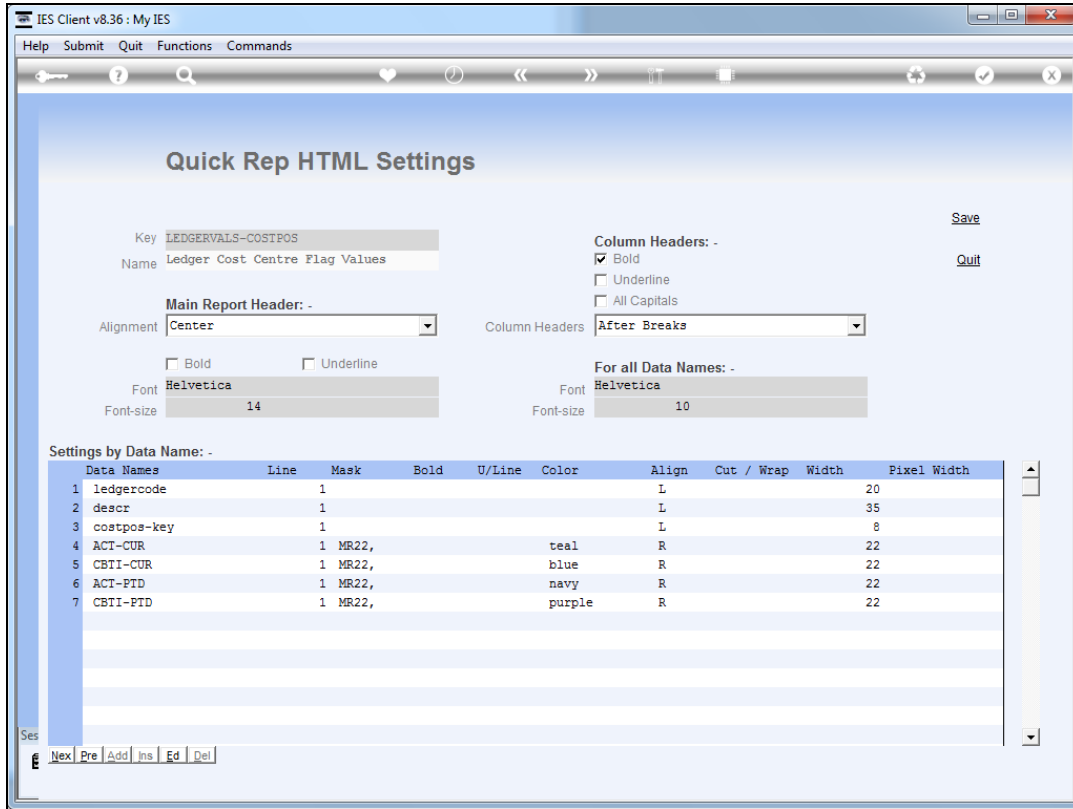 IES Client v8.36 : My IES
Help Submit Quit Functions Commands
Quick Rep HTML Settings
Save
Key LEDGERVALS-COSTPOS
Column Headers: -
Name Ledger Cost Centre Flag Values
Bold
Quit
Underline
Main Report Header: -
All Capitals
Alignment Center
Column Headers After Breaks
Bold Underline
For all Data Names: -
Font Helvetica
Font Helvetica
Font-size 14
Font-size 10
Settings by Data Name: -
Data Names Line Mask Bold U/Line Color Align Cut / Wrap Width Pixel Width
1 ledgercode 1 L 20
2 descr 1 L 35
3 costpos-key 1 L 8
4 ACT-CUR 1 MR22, teal R 22
5 CBTI-CUR 1 MR22, blue R 22
6 ACT-PTD 1 MR22, navy R 22
7 CBTI-PTD 1 MR22, purple R 22
Ses
Nex Pre Add Ins Ed Del